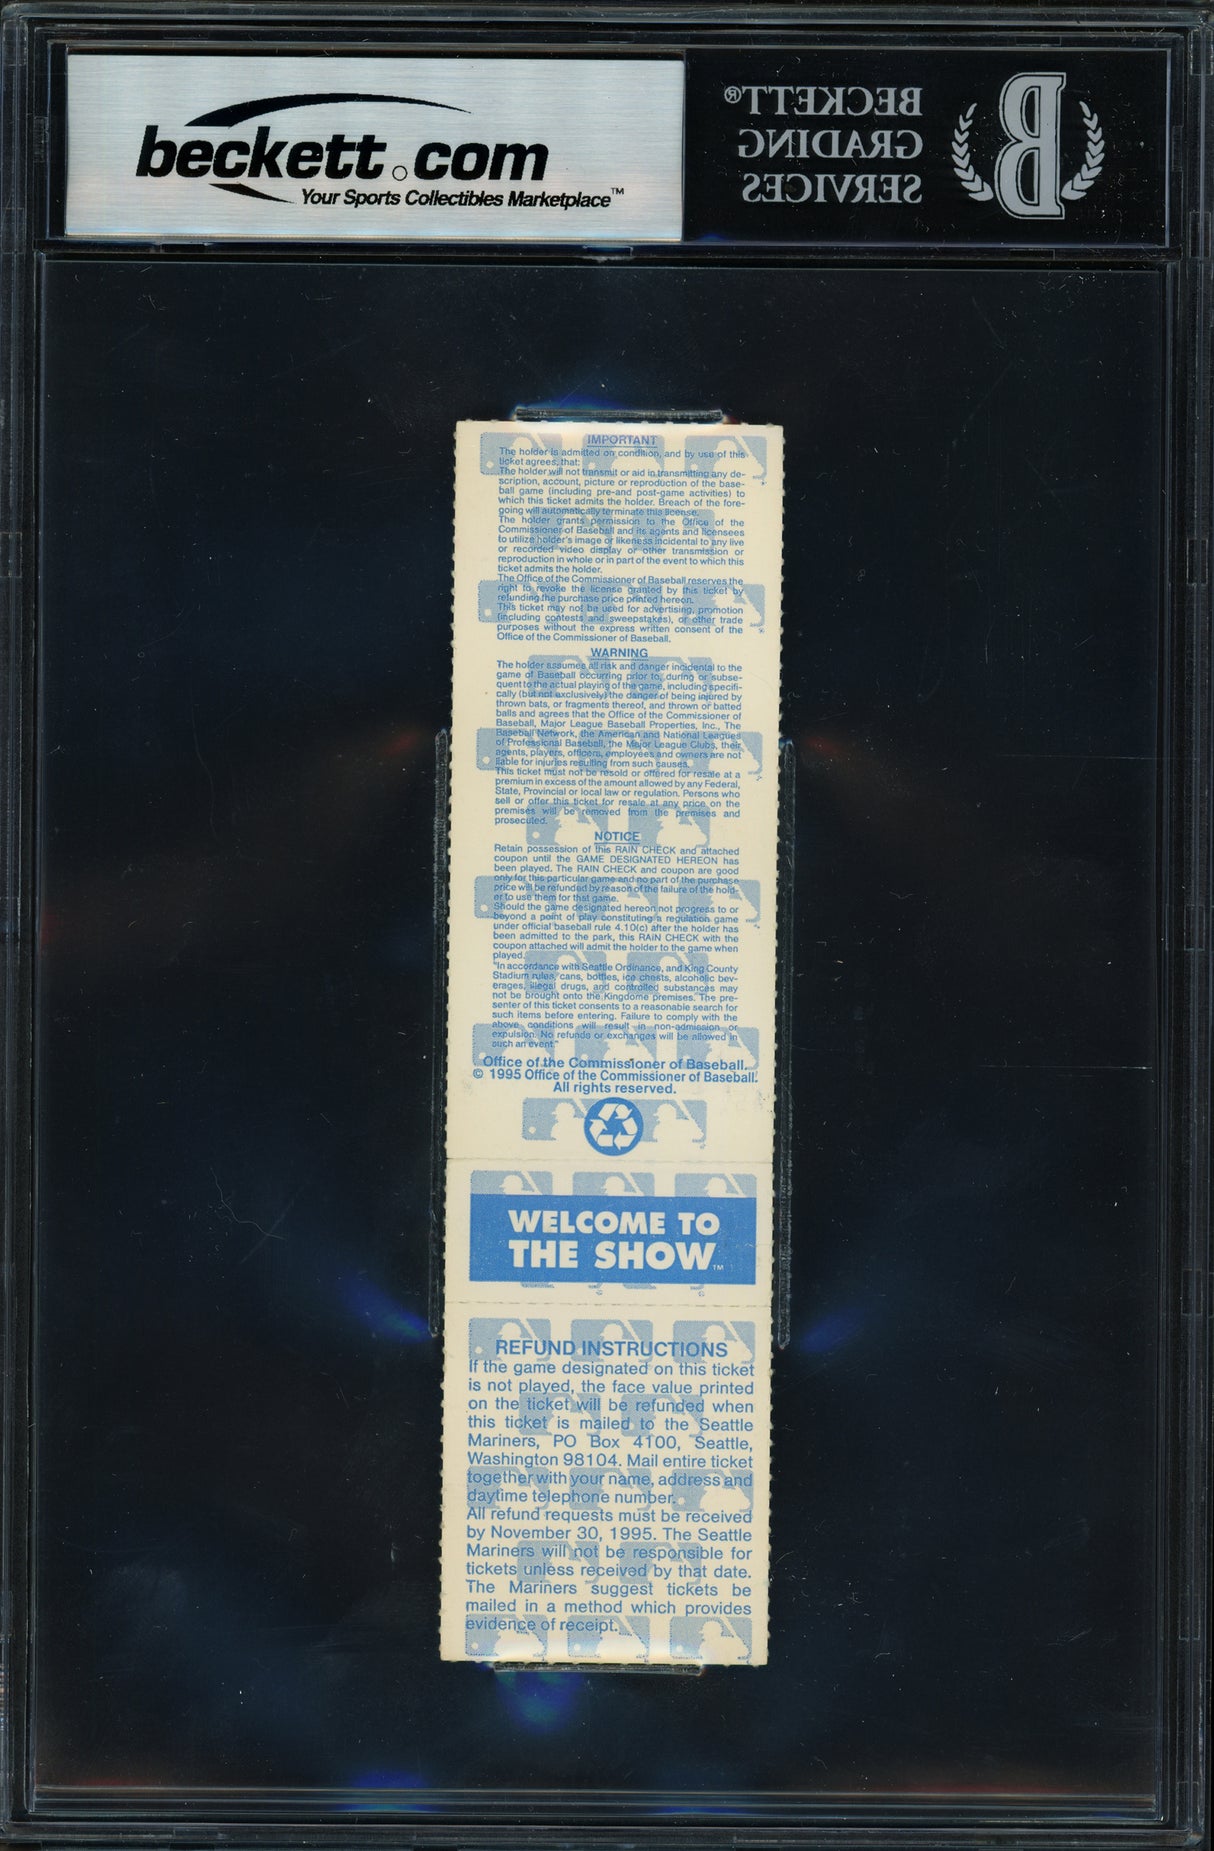 beckett.com
Your Sports Collectibles Marketplace™
BECKETT®
GRADING
SERVICES
B
IMPORTANT
The holder is admitted on condition, and by use of this
ticket agrees, that:
The holder will not transmit or aid in transmitting any de-
scription, account, picture or reproduction of the base-
ball game (including pre-and post-game activities) to
which this ticket admits the holder. Breach of the fore-
going will automatically terminate this license.
The holder grants permission to the Office of the
Commissioner of Baseball and its agents and licensees
to utilize holder's image or likeness incidental to any live
or recorded video display or other transmission or
reproduction in whole or in part of the event to which this
ticket admits the holder.
The Office of the Commissioner of Baseball reserves the
right to revoke the license granted by this ticket by
refunding the purchase price printed hereon.
This ticket may not be used for advertising, promotion
(including contests and sweepstakes), or other trade
purposes without the express written consent of the
Office of the Commissioner of Baseball.
WARNING
The holder assumes all risk and danger incidental to the
game of Baseball occurring prior to, during or subse-
quent to the actual playing of the game, including specifi-
cally (but not exclusively) the danger of being injured by
thrown bats, or fragments thereof, and thrown or batted
balls and agrees that the Office of the Commissioner of
Baseball, Major League Baseball Properties, Inc., The
Baseball Network, the American and National Leagues
of Professional Baseball, the Major League Clubs, their
agents, players, officers, employees and owners are not
liable for injuries resulting from such causes.
This ticket must not be resold or offered for resale at a
premium in excess of the amount allowed by any Federal,
State, Provincial or local law or regulation. Persons who
sell or offer this ticket for resale at any price on the
premises will be removed from the premises and
prosecuted.
NOTICE
Retain possession of this RAIN CHECK and attached
coupon until the GAME DESIGNATED HEREON has
been played. The RAIN CHECK and coupon are good
only for this particular game and no part of the purchase
price will be refunded by reason of the failure of the hold-
er to use them for that game.
Should the game designated hereon not progress to or
beyond a point of play constituting a regulation game
under official baseball rule 4.10(c) after the holder has
been admitted to the park, this RAIN CHECK with the
coupon attached will admit the holder to the game when
played.
"In accordance with Seattle Ordinance, and King County
Stadium rules, cans, bottles, ice chests, alcoholic bev-
erages, illegal drugs, and controlled substances may
not be brought onto the Kingdome premises. The pre-
senter of this ticket consents to a reasonable search for
such items before entering. Failure to comply with the
above conditions will result in non-admission or
expulsion. No refunds or exchanges will be allowed in
such an event."
Office of the Commissioner of Baseball.
© 1995 Office of the Commissioner of Baseball.
All rights reserved.
WELCOME TO
THE SHOW™
REFUND INSTRUCTIONS
If the game designated on this ticket
is not played, the face value printed
on the ticket will be refunded when
this ticket is mailed to the Seattle
Mariners, PO Box 4100, Seattle,
Washington 98104. Mail entire ticket
together with your name, address and
daytime telephone number.
All refund requests must be received
by November 30, 1995. The Seattle
Mariners will not be responsible for
tickets unless received by that date.
The Mariners suggest tickets be
mailed in a method which provides
evidence of receipt.